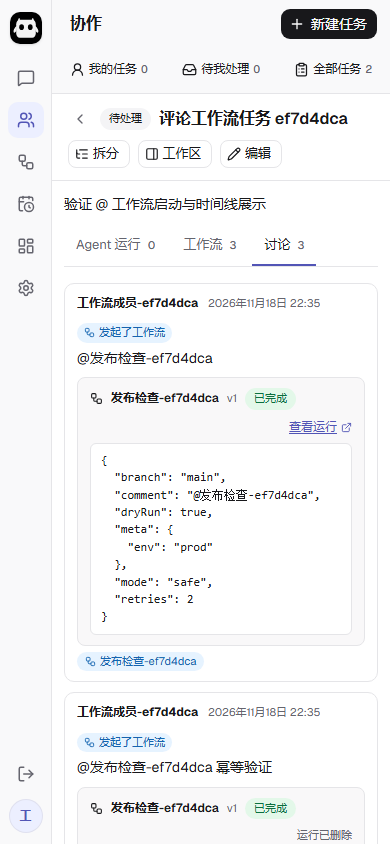 协作
新建任务
我的任务 0
待我处理 0
全部任务 2
待处理
评论工作流任务 ef7d4dca
拆分
工作区
编辑
验证 @ 工作流启动与时间线展示
Agent 运行 0
工作流 3
讨论 3
工作流成员-ef7d4dca 2026年11月18日 22:35
发起了工作流
@发布检查-ef7d4dca
发布检查-ef7d4dca v1 已完成
查看运行
{
"branch": "main",
"comment": "@发布检查-ef7d4dca",
"dryRun": true,
"meta": {
"env": "prod"
},
"mode": "safe",
"retries": 2
}
发布检查-ef7d4dca
工作流成员-ef7d4dca 2026年11月18日 22:35
发起了工作流
@发布检查-ef7d4dca 幂等验证
发布检查-ef7d4dca v1 已完成
运行已删除
工